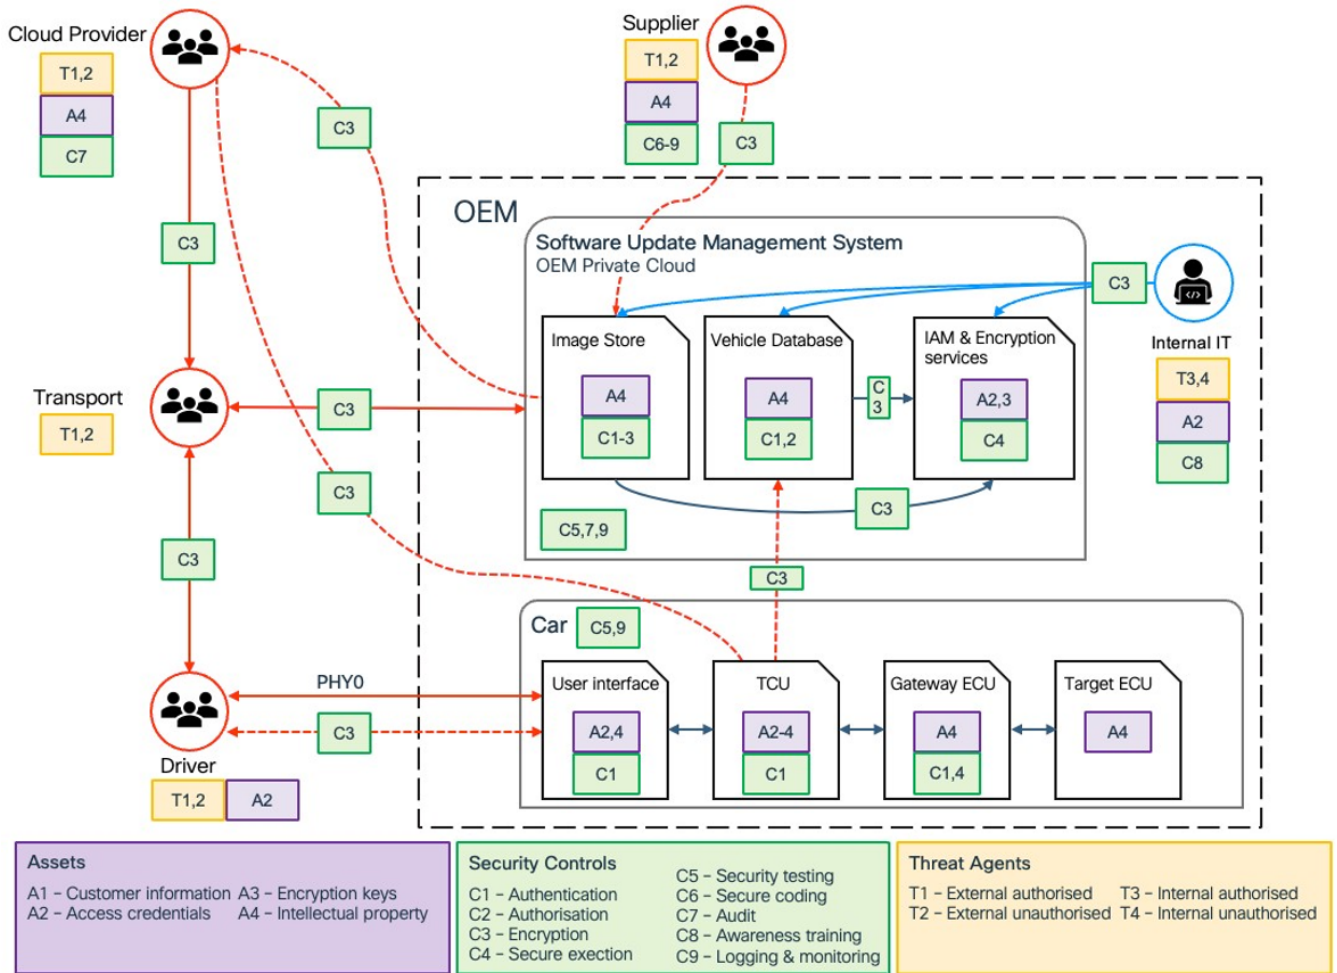 Cloud Provider
T1,2
A4
C7
Supplier
T1,2
A4
C6-9
C3
C3
OEM
Software Update Management System
OEM Private Cloud
C3
C3
Internal IT
T3,4
A2
C8
Image Store
A4
C1-3
Vehicle Database
A4
C1,2
C
3
IAM & Encryption
services
A2,3
C4
Transport
T1,2
C3
C3
C3
C5,7,9
C3
C3
Car
C5,9
PHY0
C3
User interface
A2,4
C1
TCU
A2-4
C1
Gateway ECU
A4
C1,4
Target ECU
A4
Driver
T1,2
A2
Assets
A1 – Customer information
A2 – Access credentials
A3 – Encryption keys
A4 – Intellectual property
Security Controls
C1 – Authentication
C2 – Authorisation
C3 – Encryption
C4 – Secure exection
C5 – Security testing
C6 – Secure coding
C7 – Audit
C8 – Awareness training
C9 – Logging & monitoring
Threat Agents
T1 – External authorised
T2 – External unauthorised
T3 – Internal authorised
T4 – Internal unauthorised